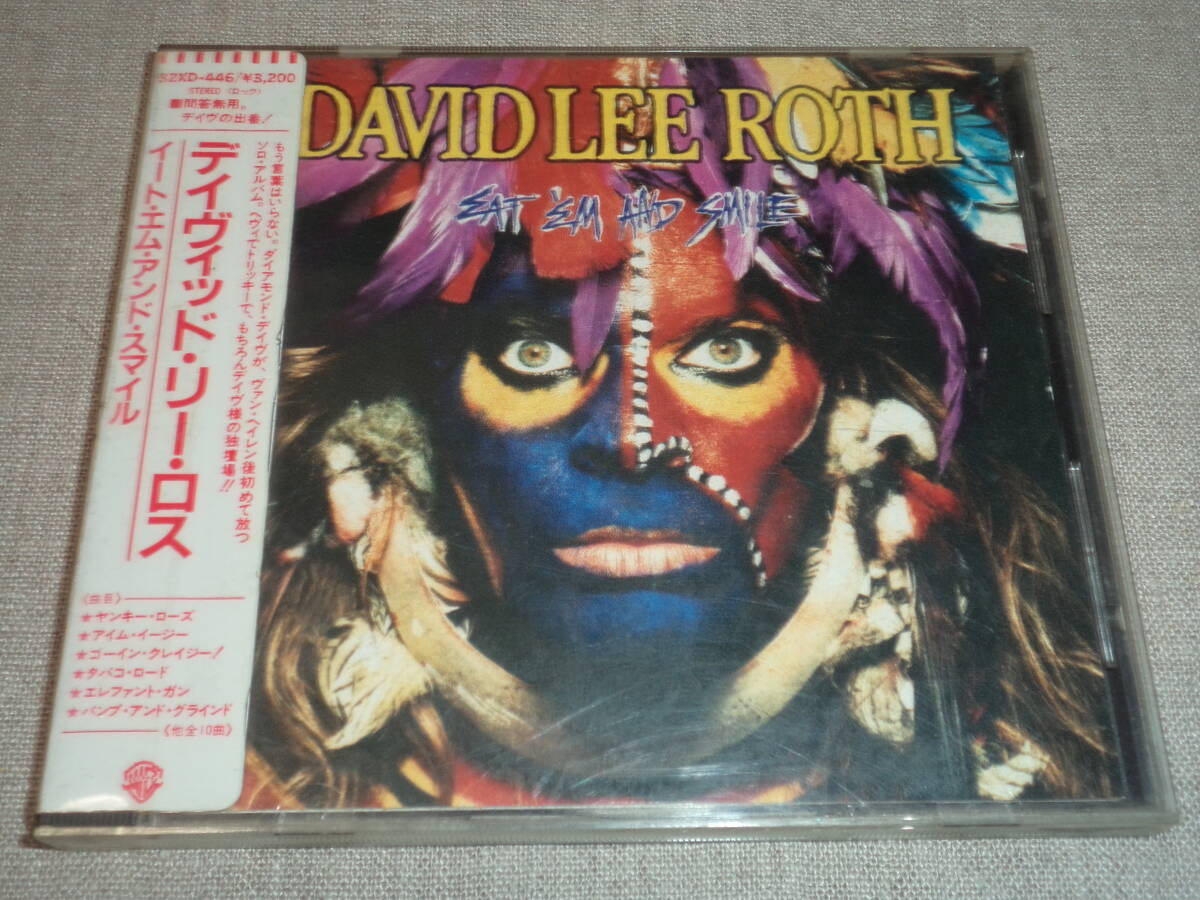 32XD-446/¥3,200
STEREO 〈ロック〉
問答無用。
デイヴの出番!
もう言葉はいらない。ダイアモンド・デイヴが、ヴァン・ヘイレン後初めて放つ
ソロ・アルバム。ヘヴィでトリッキーで、もちろんデイヴ様の独壇場!!
デイヴィッド・リー・ロス
イート・エム・アンド・スマイル
《曲目》
★ヤンキー・ローズ
★アイム・イージー
★ゴーイン・クレイジー!
★タバコ・ロード
★エレファント・ガン
★バンプ・アンド・グラインド
《他全10曲》
DAVID LEE ROTH
EAT 'EM AND SMILE